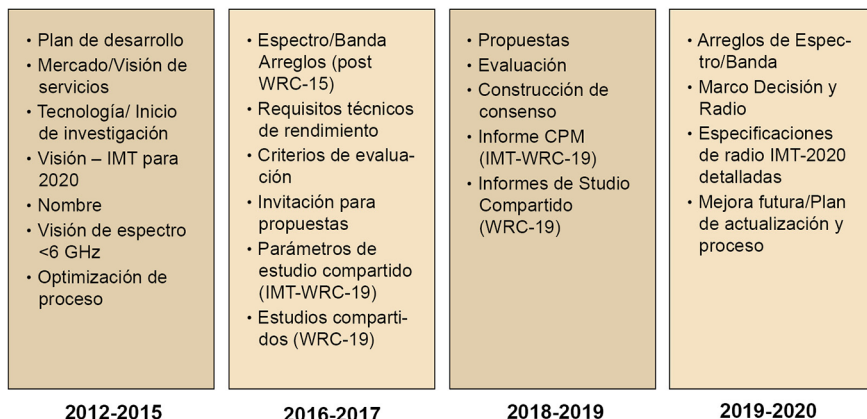 • Plan de desarrollo
• Mercado/Visión de
servicios
• Tecnología/ Inicio
de investigación
• Visión – IMT para
2020
• Nombre
• Visión de espectro
<6 GHz
• Optimización de
proceso
2012-2015
• Espectro/Banda
Arreglos (post
WRC-15)
• Requisitos técnicos
de rendimiento
• Criterios de evalua-
ción
• Invitación para
propuestas
• Parámetros de
estudio compartido
(IMT-WRC-19)
• Estudios comparti-
dos (WRC-19)
2016-2017
• Propuestas
• Evaluación
• Construcción de
consenso
• Informe CPM
(IMT-WRC-19)
• Informes de Studio
Compartido
(WRC-19)
2018-2019
• Arreglos de Espec-
tro/Banda
• Marco Decisión y
Radio
• Especificaciones
de radio IMT-2020
detalladas
• Mejora futura/Plan
de actualización y
proceso
2019-2020